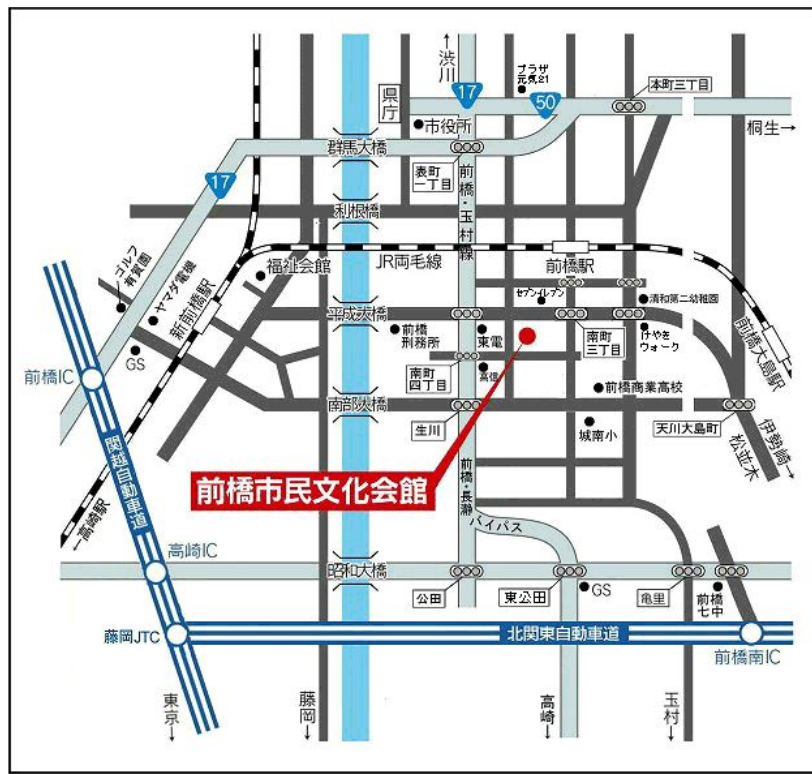 ←渋川
プラザ
元気21
本町三丁目
17
50
県庁
市役所
桐生→
群馬大橋
表町
一丁目
17
前橋・玉村線
利根橋
ゴルフ
有賀園
ヤマダ電機
新前橋駅
福祉会館
JR両毛線
前橋駅
セブンイレブン
清和第二幼稚園
平成大橋
前橋
刑務所
東電
南町
三丁目
けやき
ウォーク
前橋大島駅
GS
南町
四丁目
高信
前橋商業高校
前橋IC
南部大橋
生川
城南小
天川大島町
伊勢崎→
松並木
関越自動車道
前橋市民文化会館
前橋・長瀞
バイパス
←高崎駅
高崎IC
昭和大橋
公田
東公田
GS
亀里
前橋
七中
藤岡JTC
北関東自動車道
前橋南IC
東京→
藤岡→
高崎→
玉村→